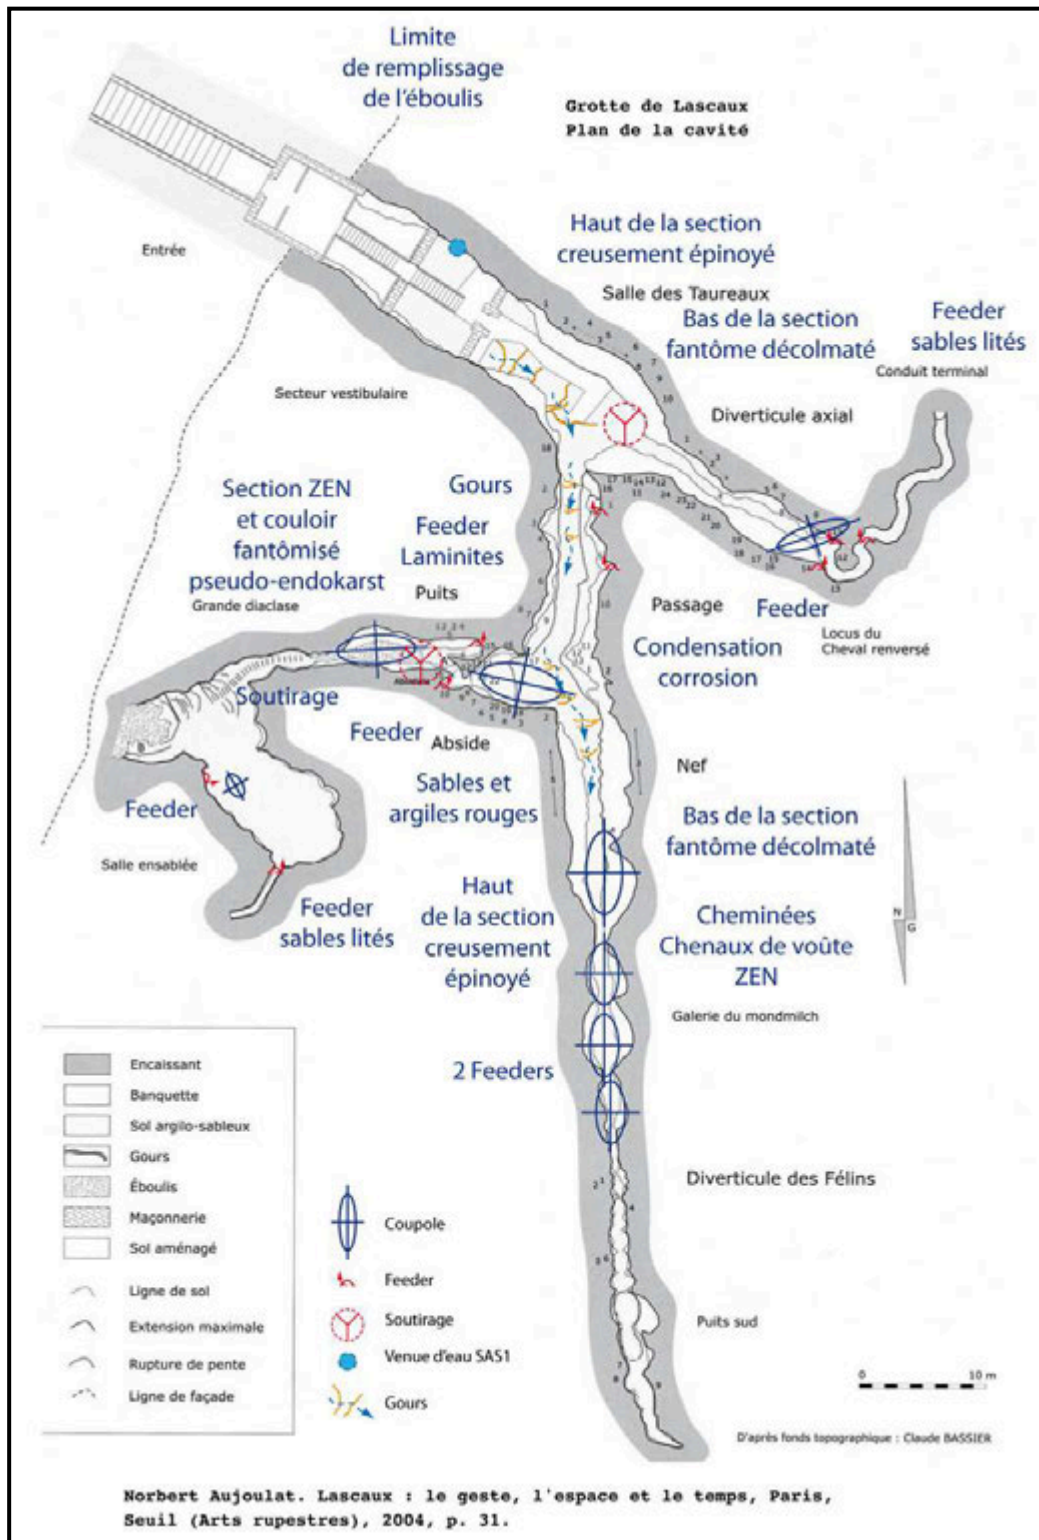 Limite
de remplissage
de l'éboulis
Grotte de Lascaux
Plan de la cavité
Entrée
Haut de la section
creusement épinoyé
Salle des Taureaux
Bas de la section
fantôme décolmaté
Feeder
sables lités
Conduit terminal
Secteur vestibulaire
Diverticule axial
Section ZEN
et couloir
fantômisé
pseudo-endokarst
Grande diaclase
Gours
Feeder
Laminites
Puits
Passage
Feeder
Locus du
Cheval renversé
Condensation
corrosion
Soutirage
Feeder
Abside
Nef
Sables et
argiles rouges
Feeder
Bas de la section
fantôme décolmaté
Salle ensablée
Feeder
sables lités
Haut
de la section
creusement
épinoyé
Cheminées
Chenaux de voûte
ZEN
N
G
Galerie du mondmilch
2 Feeders
Diverticule des Félins
Puits sud
Encaissant
Banquette
Sol argilo-sableux
Gours
Éboulis
Maçonnerie
Sol aménagé
Ligne de sol
Extension maximale
Rupture de pente
Ligne de façade
Coupole
Feeder
Soutirage
Venue d'eau SAS1
Gours
0 10 m
D'après fonds topographique : Claude BASSIER
Norbert Aujoulat. Lascaux : le geste, l'espace et le temps, Paris,
Seuil (Arts rupestres), 2004, p. 31.